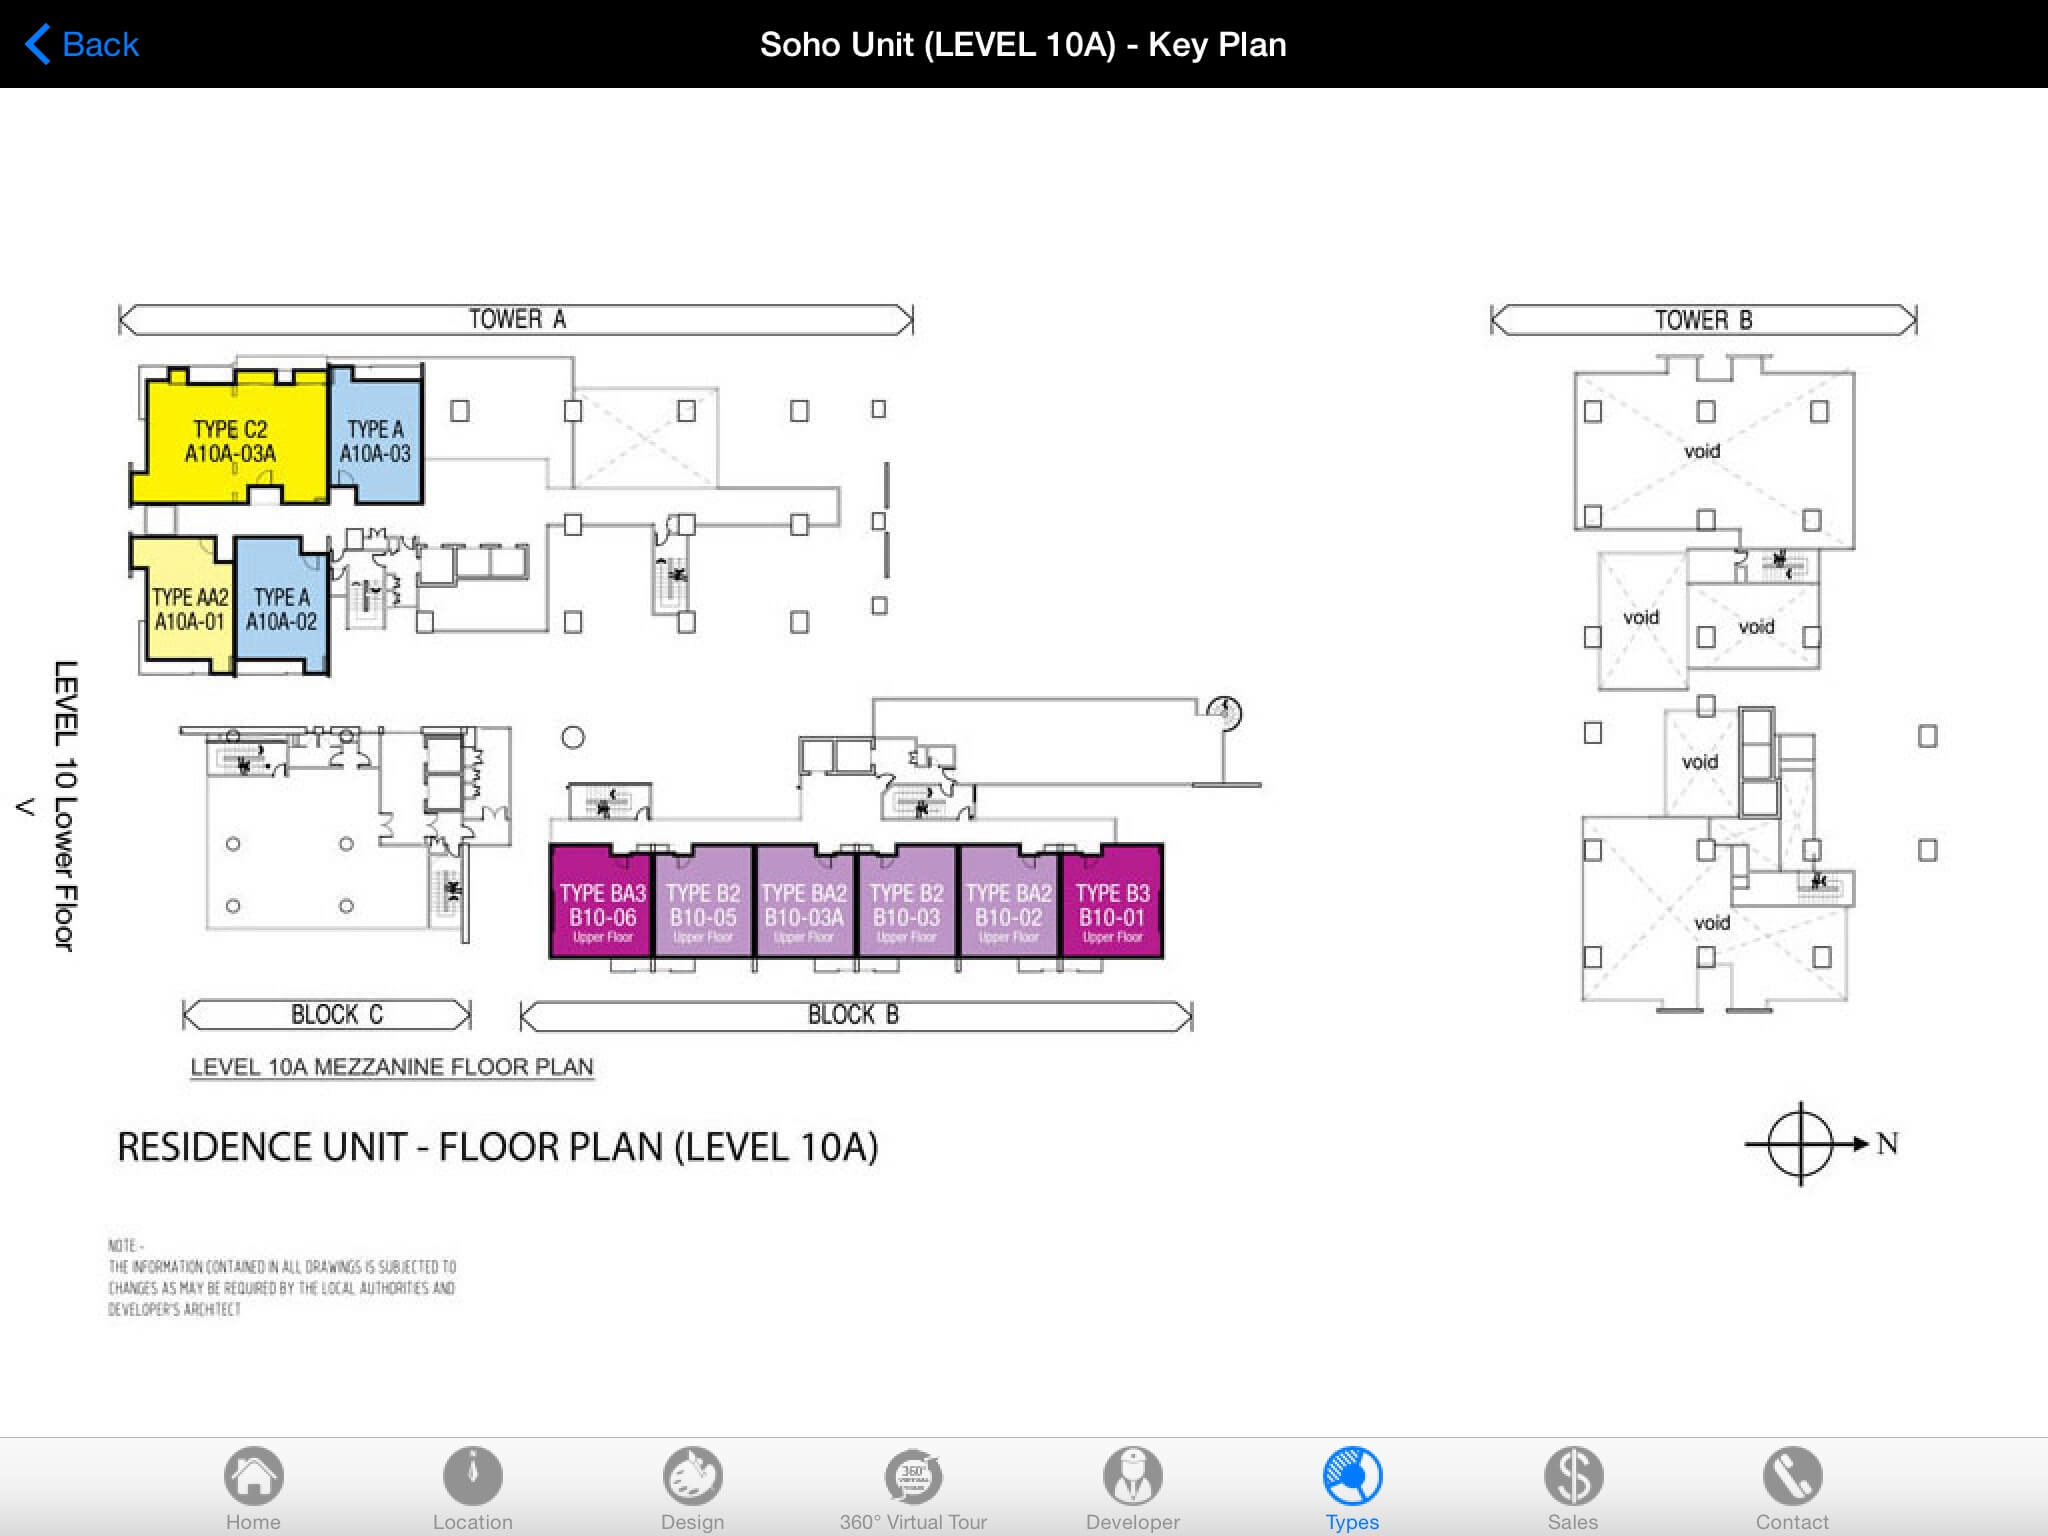 Back
Soho Unit (LEVEL 10A) - Key Plan
TOWER A
TOWER B
TYPE C2
A10A-03A
TYPE A
A10A-03
TYPE AA2
A10A-01
TYPE A
A10A-02
void
void
void
void
void
LEVEL 10 Lower Floor
V
TYPE BA3
B10-06
Upper Floor
TYPE B2
B10-05
Upper Floor
TYPE BA2
B10-03A
Upper Floor
TYPE B2
B10-03
Upper Floor
TYPE BA2
B10-02
Upper Floor
TYPE B3
B10-01
Upper Floor
BLOCK C
BLOCK B
LEVEL 10A MEZZANINE FLOOR PLAN
RESIDENCE UNIT - FLOOR PLAN (LEVEL 10A)
N
NOTE:-
THE INFORMATION CONTAINED IN ALL DRAWINGS IS SUBJECTED TO
CHANGES AS MAY BE REQUIRED BY THE LOCAL AUTHORITIES AND
DEVELOPER'S ARCHITECT
N
360°
VIRTUAL
TOUR
Home
Location
Design
360° Virtual Tour
Developer
Types
Sales
Contact